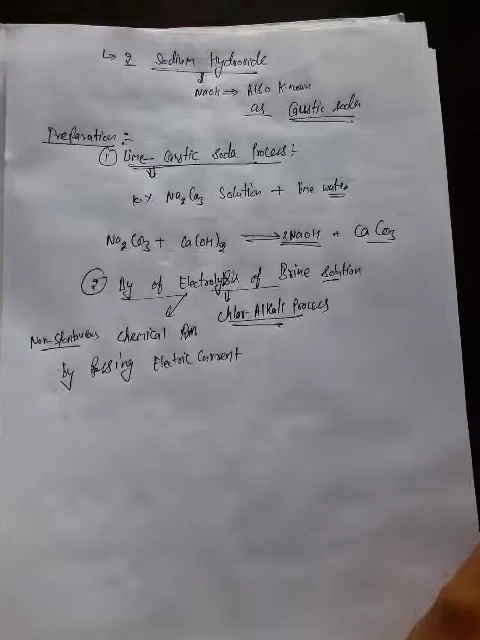 ↳ 2 Sodium Hydroxide
NaOH ⇒ Also Known
as Caustic soda
Preparation :-
① Lime- Caustic soda Process :
10% Na₂CO₃ Solution + lime water
Na₂CO₃ + Ca(OH)₂ ⇌ 2NaOH + CaCO₃
② By of Electrolysis of Brine solution
Chlor-Alkali Process
Non-spontaneous chemical Rxn
By Passing Electric Current